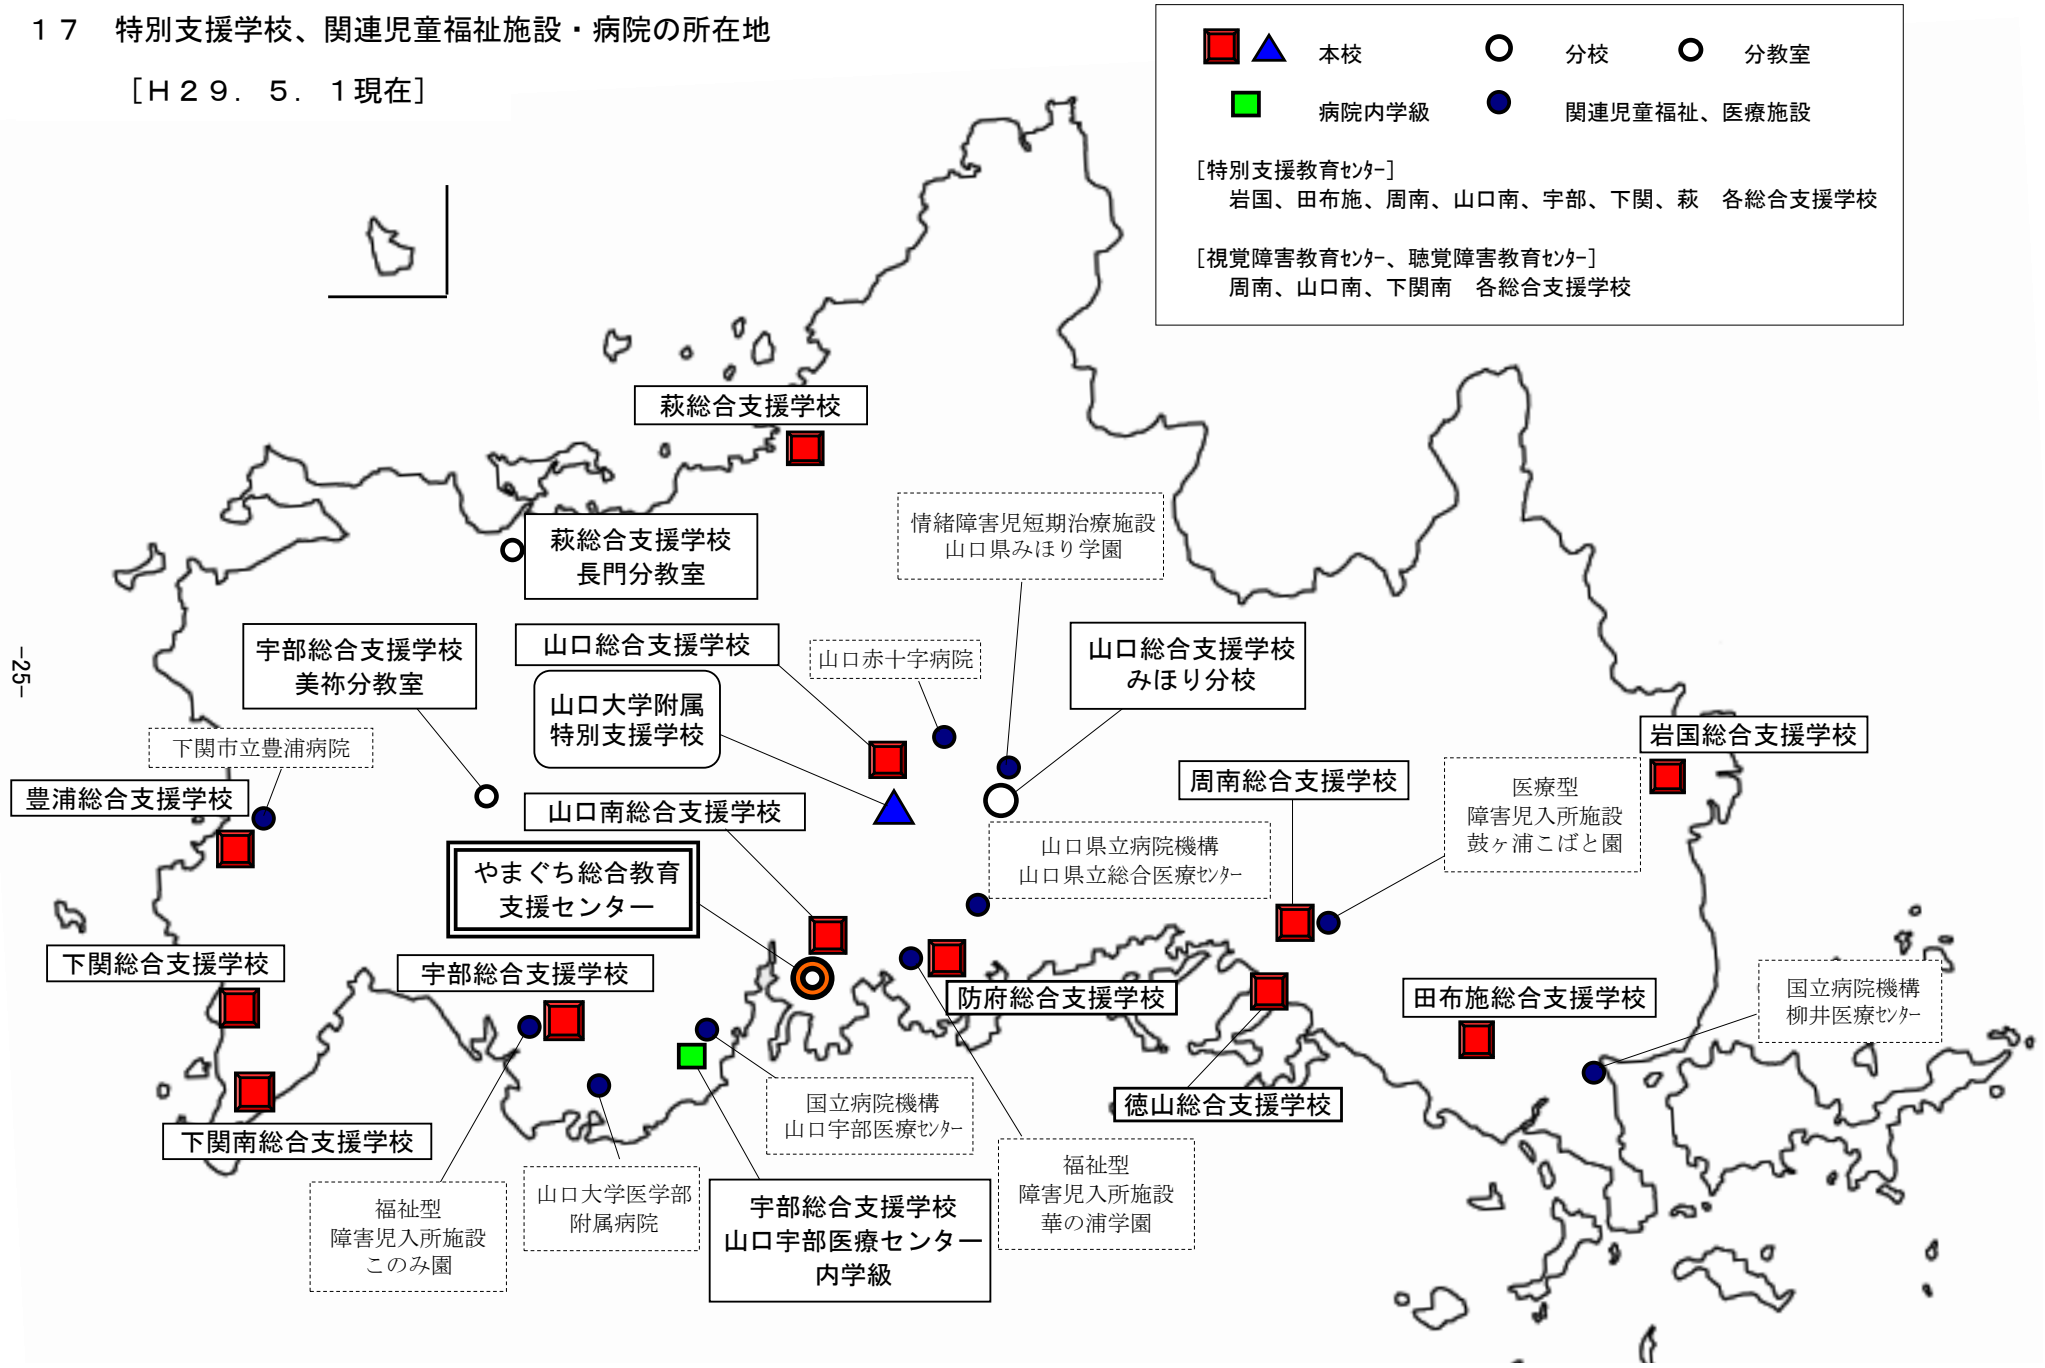 １７　特別支援学校、関連児童福祉施設・病院の所在地
［Ｈ２９．５．１現在］
本校
分校
分教室
病院内学級
関連児童福祉、医療施設
［特別支援教育ｾﾝﾀｰ］
岩国、田布施、周南、山口南、宇部、下関、萩　各総合支援学校
［視覚障害教育ｾﾝﾀｰ、聴覚障害教育ｾﾝﾀｰ］
周南、山口南、下関南　各総合支援学校
萩総合支援学校
情緒障害児短期治療施設
山口県みほり学園
萩総合支援学校
長門分教室
宇部総合支援学校
美祢分教室
山口総合支援学校
山口赤十字病院
山口総合支援学校
みほり分校
山口大学附属
特別支援学校
下関市立豊浦病院
岩国総合支援学校
豊浦総合支援学校
山口南総合支援学校
周南総合支援学校
医療型
障害児入所施設
鼓ヶ浦こばと園
やまぐち総合教育
支援センター
山口県立病院機構
山口県立総合医療ｾﾝﾀｰ
下関総合支援学校
宇部総合支援学校
防府総合支援学校
田布施総合支援学校
国立病院機構
柳井医療ｾﾝﾀｰ
下関南総合支援学校
国立病院機構
山口宇部医療ｾﾝﾀｰ
徳山総合支援学校
福祉型
障害児入所施設
このみ園
山口大学医学部
附属病院
宇部総合支援学校
山口宇部医療センター
内学級
福祉型
障害児入所施設
華の浦学園
-25-